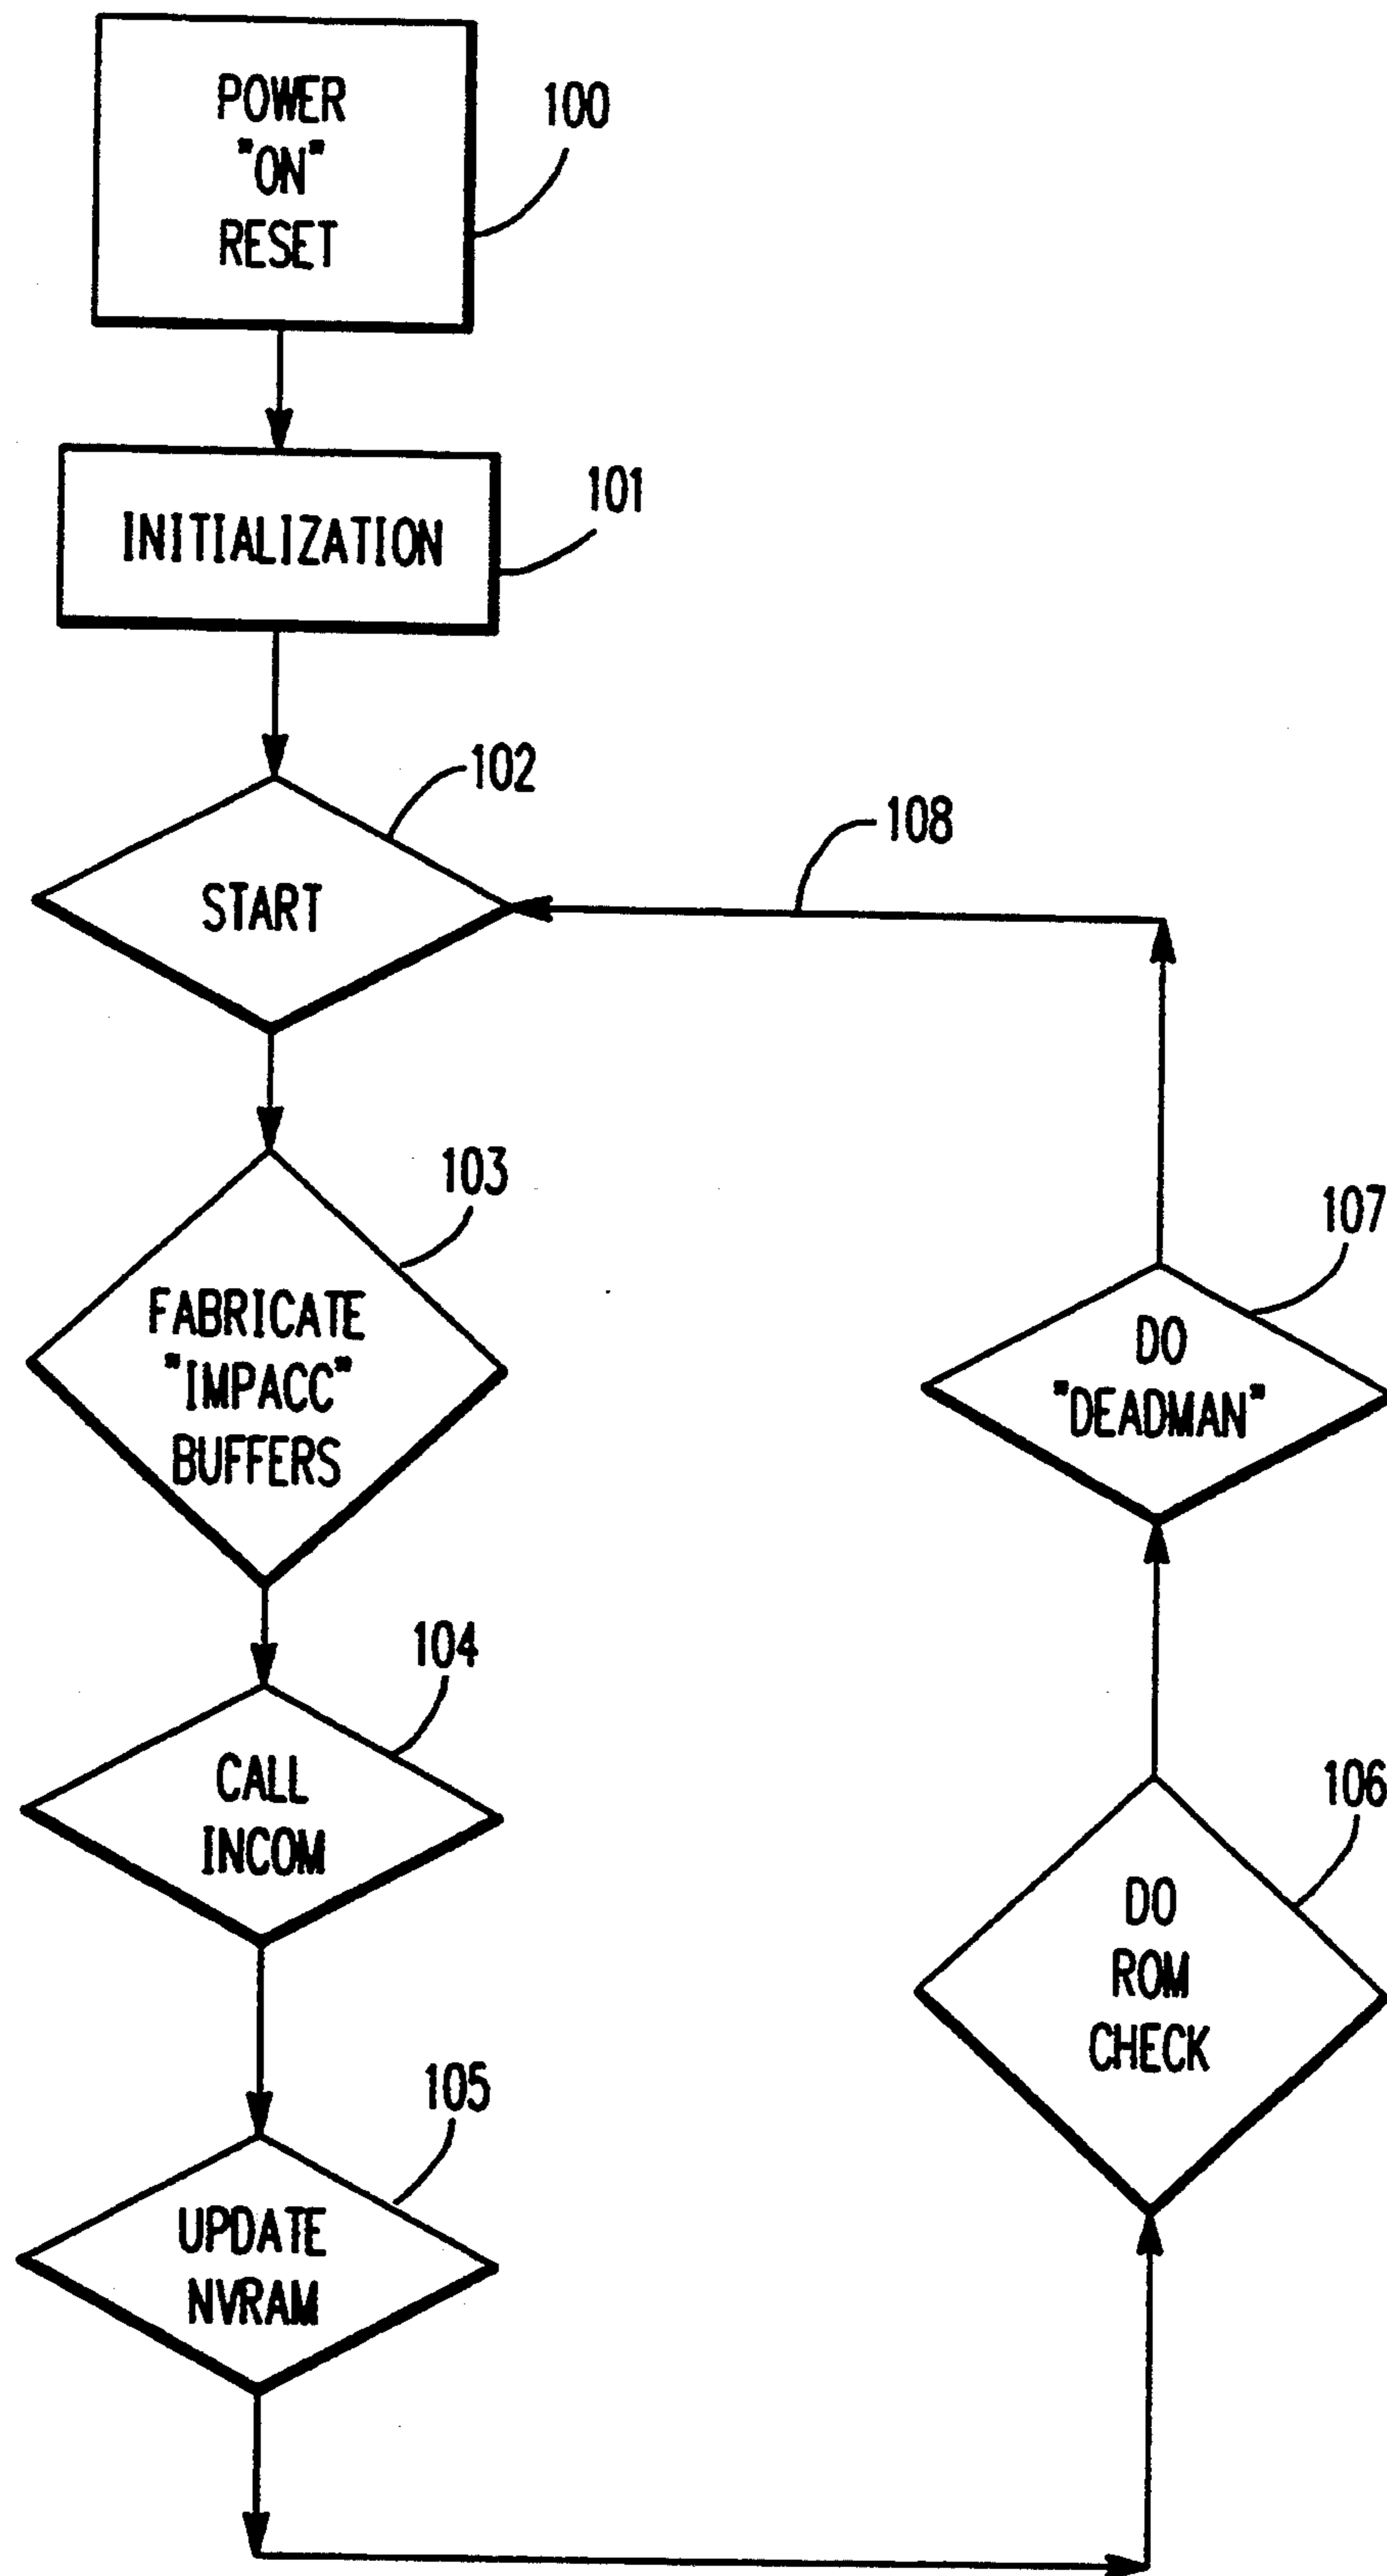 POWER
"ON"
RESET
100
INITIALIZATION
101
START
102
108
FABRICATE
"IMPACC"
BUFFERS
103
CALL
INCOM
104
UPDATE
NVRAM
105
DO
ROM
CHECK
106
DO
"DEADMAN"
107